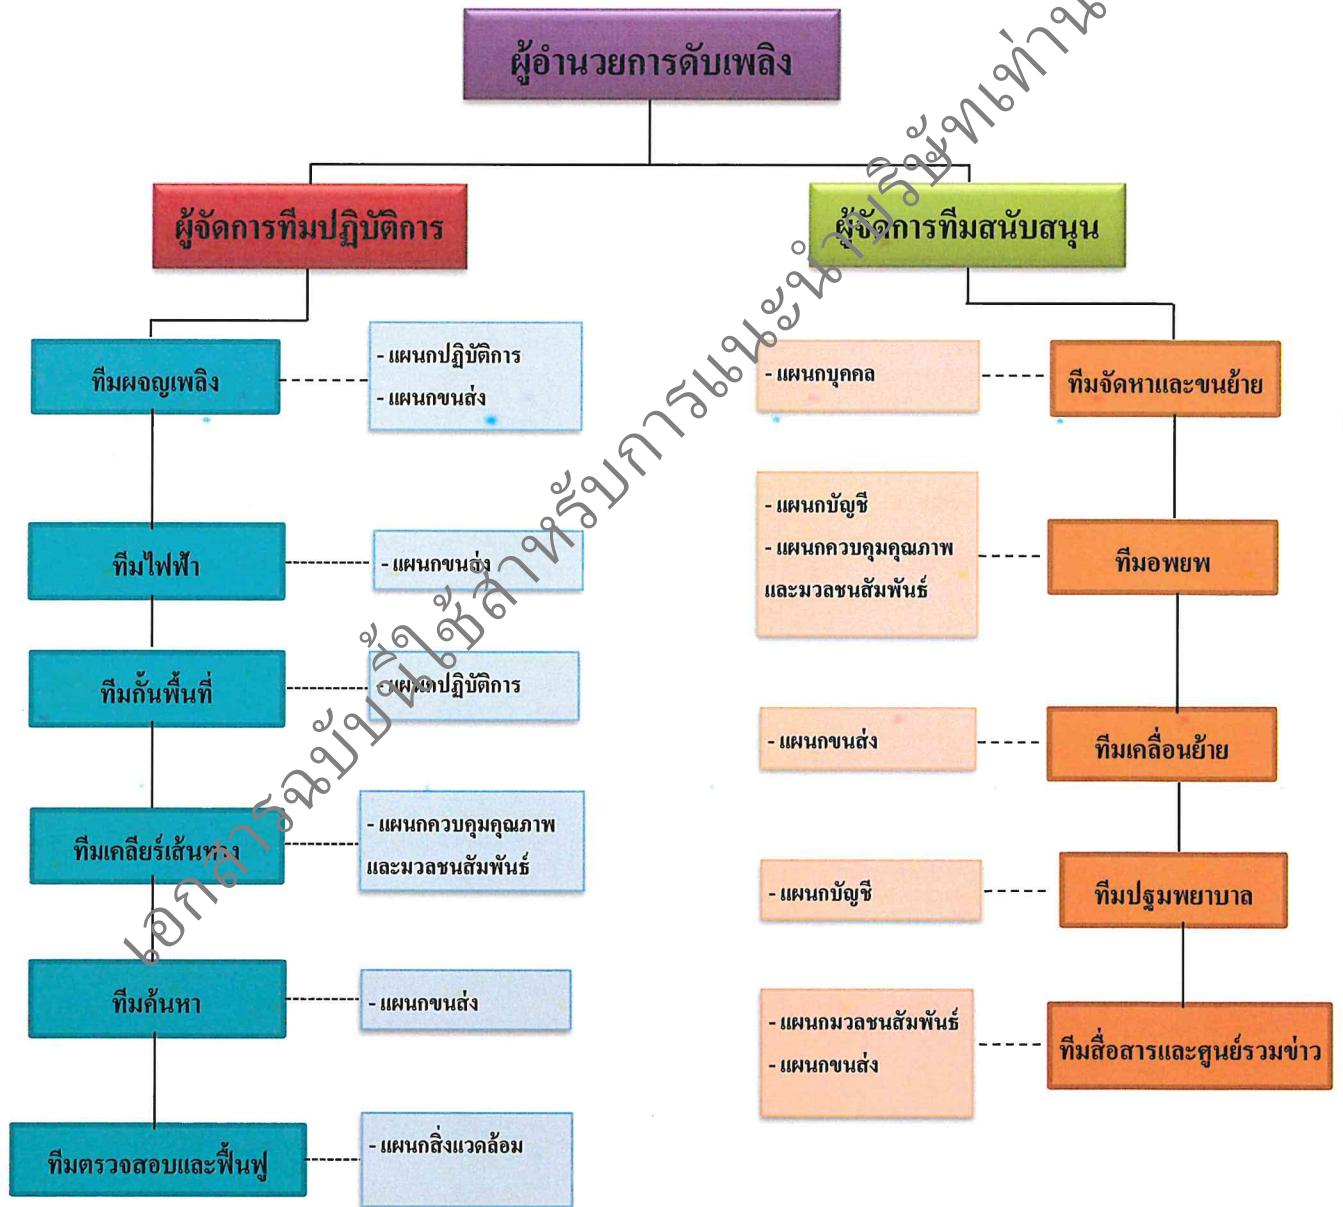 ผู้อำนวยการดับเพลิง
ผู้จัดการทีมปฏิบัติการ
ผู้จัดการทีมสนับสนุน
ทีมผจญเพลิง
- แผนกปฏิบัติการ
- แผนกขนส่ง
ทีมไฟฟ้า
- แผนกขนส่ง
ทีมกั้นพื้นที่
- แผนกปฏิบัติการ
ทีมเคลียร์เส้นทาง
- แผนกควบคุมคุณภาพ
และมวลชนสัมพันธ์
ทีมค้นหา
- แผนกขนส่ง
ทีมตรวจสอบและฟื้นฟู
- แผนกสิ่งแวดล้อม
- แผนกบุคคล
ทีมจัดหาและขนย้าย
- แผนกบัญชี
- แผนกควบคุมคุณภาพ
และมวลชนสัมพันธ์
ทีมอพยพ
- แผนกขนส่ง
ทีมเคลื่อนย้าย
- แผนกบัญชี
ทีมปฐมพยาบาล
- แผนกมวลชนสัมพันธ์
- แผนกขนส่ง
ทีมสื่อสารและศูนย์รวมข่าว
เอกสารฉบับนี้ใช้สำหรับการแนะนำบริษัทเท่าน